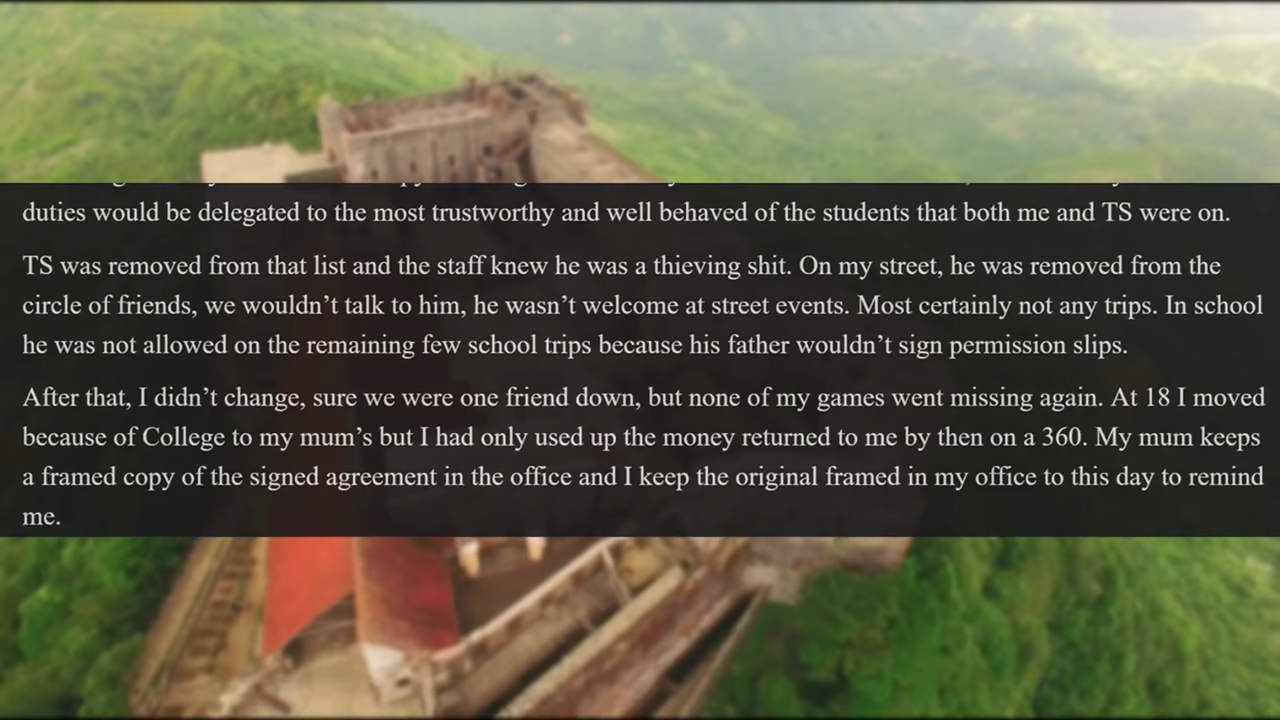 duties would be delegated to the most trustworthy and well behaved of the students that both me and TS were on.
TS was removed from that list and the staff knew he was a thieving shit. On my street, he was removed from the
circle of friends, we wouldn’t talk to him, he wasn’t welcome at street events. Most certainly not any trips. In school
he was not allowed on the remaining few school trips because his father wouldn’t sign permission slips.
After that, I didn’t change, sure we were one friend down, but none of my games went missing again. At 18 I moved
because of College to my mum’s but I had only used up the money returned to me by then on a 360. My mum keeps
a framed copy of the signed agreement in the office and I keep the original framed in my office to this day to remind
me.